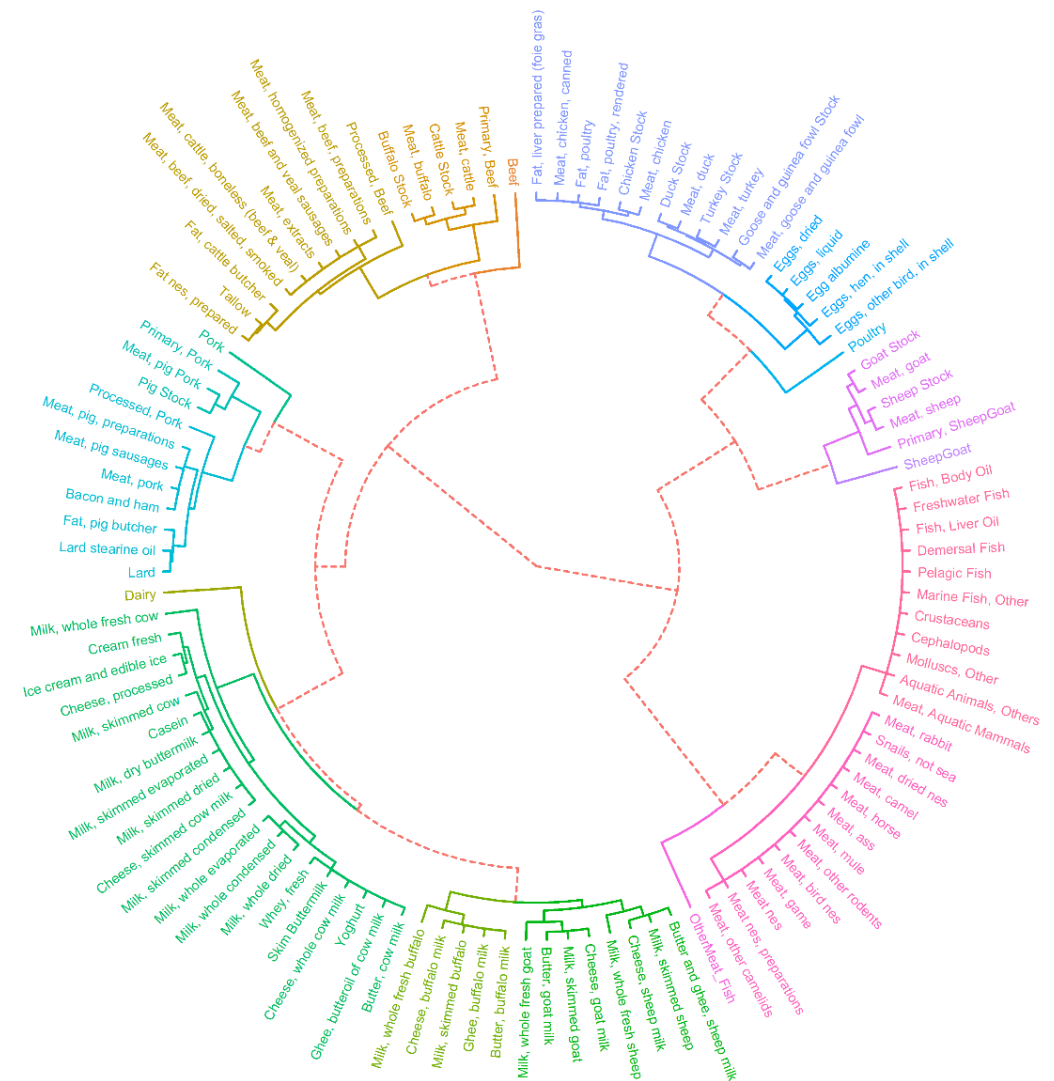 Fat, liver prepared (foie gras)
Meat, chicken, canned
Fat, poultry
Fat, poultry, rendered
Chicken Stock
Meat, chicken
Duck Stock
Meat, duck
Turkey Stock
Meat, turkey
Goose and guinea fowl Stock
Meat, goose and guinea fowl
Eggs, dried
Eggs, liquid
Egg albumine
Eggs, hen, in shell
Eggs, other bird, in shell
Poultry
Goat Stock
Meat, goat
Sheep Stock
Meat, sheep
Primary, SheepGoat
SheepGoat
Fish, Body Oil
Freshwater Fish
Fish, Liver Oil
Demersal Fish
Pelagic Fish
Marine Fish, Other
Crustaceans
Cephalopods
Molluscs, Other
Aquatic Animals, Others
Meat, Aquatic Mammals
Meat, rabbit
Snails, not sea
Meat, dried nes
Meat, camel
Meat, horse
Meat, ass
Meat, mule
Meat, other rodents
Meat, bird nes
Meat, game
Meat nes
Meat nes, preparations
Meat, other camelids
OtherMeat_Fish
Butter and ghee, sheep milk
Milk, skimmed sheep
Cheese, sheep milk
Milk, whole fresh sheep
Cheese, goat milk
Milk, skimmed goat
Butter, goat milk
Milk, whole fresh goat
Butter, buffalo milk
Ghee, buffalo milk
Milk, skimmed buffalo
Cheese, buffalo milk
Milk, whole fresh buffalo
Butter, cow milk
Ghee, butteroil of cow milk
Yoghurt
Cheese, whole cow milk
Skim Buttermilk
Whey, fresh
Milk, whole dried
Milk, whole condensed
Milk, whole evaporated
Milk, skimmed condensed
Cheese, skimmed cow milk
Milk, skimmed dried
Milk, skimmed evaporated
Milk, dry buttermilk
Casein
Milk, skimmed cow
Cheese, processed
Ice cream and edible ice
Cream fresh
Milk, whole fresh cow
Dairy
Lard
Lard stearine oil
Fat, pig butcher
Bacon and ham
Meat, pork
Meat, pig sausages
Meat, pig, preparations
Processed, Pork
Pig Stock
Meat, pig Pork
Primary, Pork
Pork
Fat nes, prepared
Tallow
Fat, cattle butcher
Meat, beef, dried, salted, smoked
Meat, cattle, boneless (beef & veal)
Meat, extracts
Meat, beef and veal sausages
Meat, homogenized preparations
Meat, beef, preparations
Processed, Beef
Buffalo Stock
Meat, buffalo
Cattle Stock
Meat, cattle
Primary, Beef
Beef